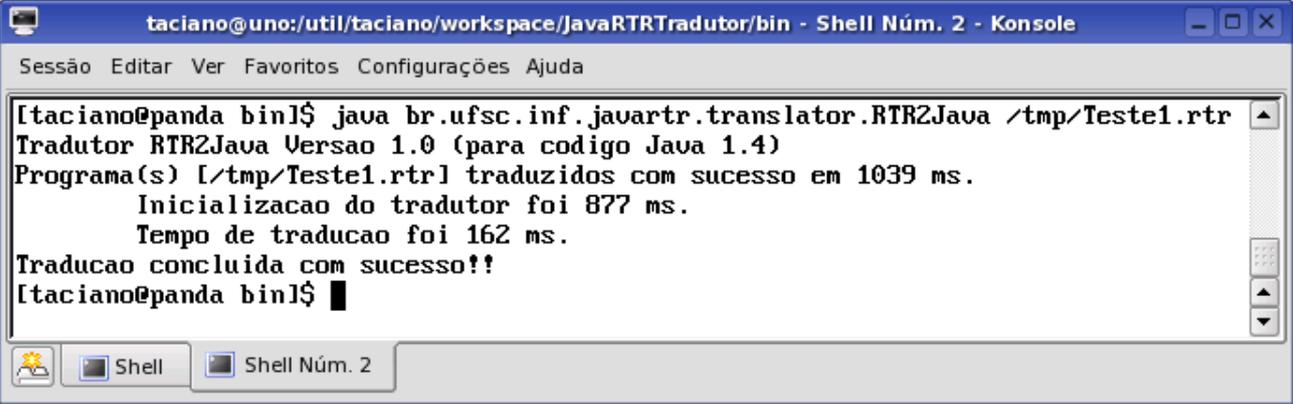 taciano@uno:/util/taciano/workspace/JavaRTRTradutor/bin - Shell Núm. 2 - Konsole
Sessão Editar Ver Favoritos Configurações Ajuda
[taciano@panda bin]$ java br.ufsc.inf.javartr.translator.RTR2Java /tmp/Teste1.rtr
Tradutor RTR2Java Versao 1.0 (para codigo Java 1.4)
Programa(s) [/tmp/Teste1.rtr] traduzidos com sucesso em 1039 ms.
Inicializacao do tradutor foi 877 ms.
Tempo de traducao foi 162 ms.
Traducao concluida com sucesso!!
[taciano@panda bin]$
Shell Shell Núm. 2